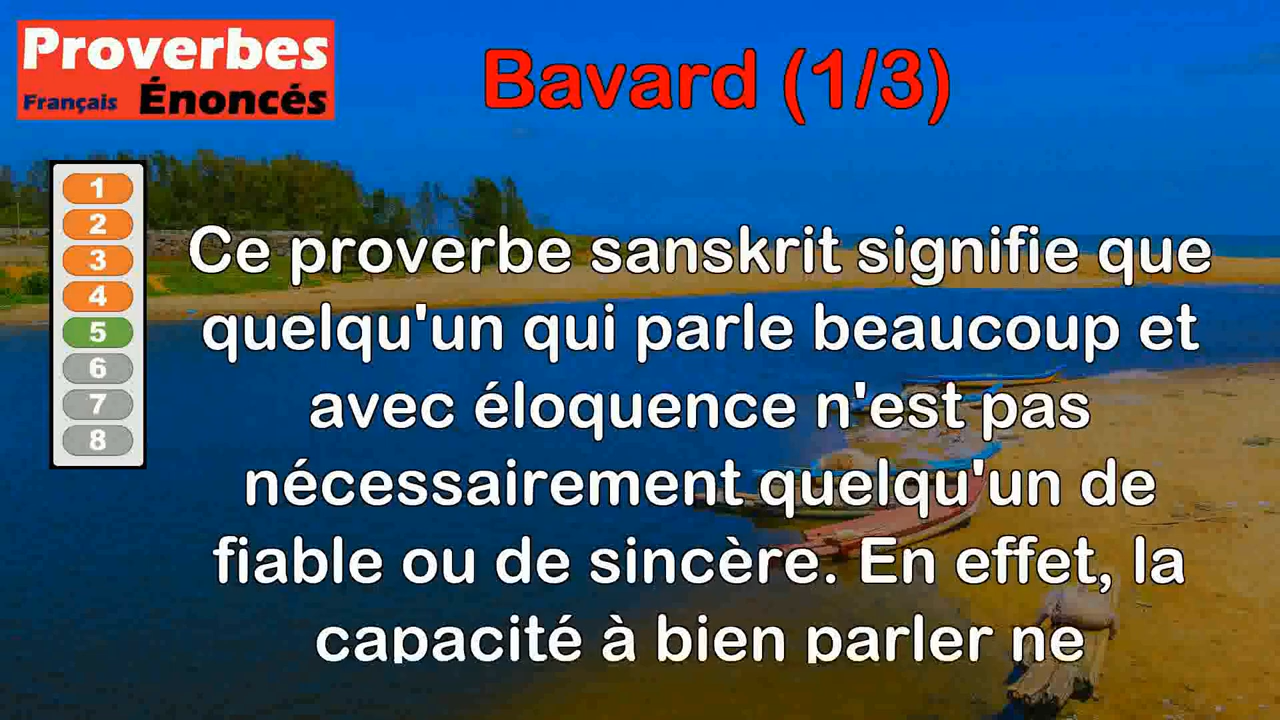 Proverbes
Français Énoncés
Bavard (1/3)
1
2
3
4
5
6
7
8
Ce proverbe sanskrit signifie que
quelqu'un qui parle beaucoup et
avec éloquence n'est pas
nécessairement quelqu'un de
fiable ou de sincère. En effet, la
capacité à bien parler ne